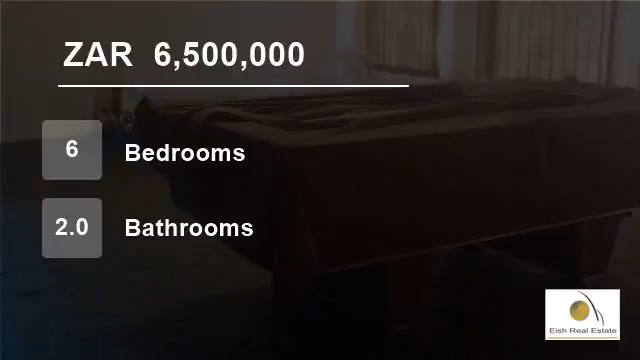 ZAR 6,500,000
6
Bedrooms
2.0
Bathrooms
Eish Real Estate